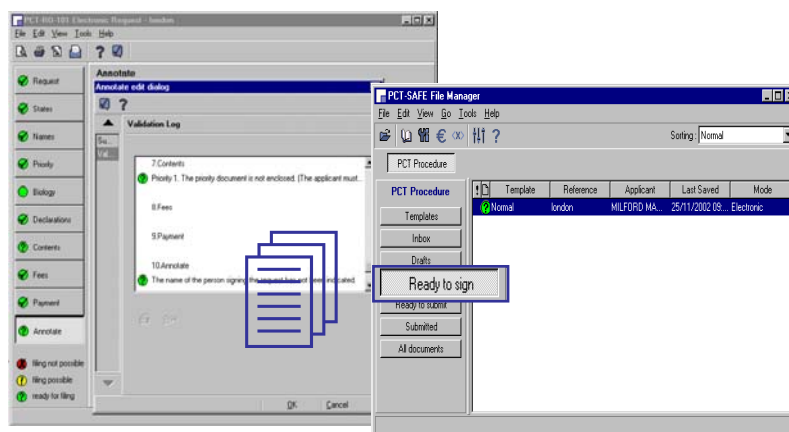 PCT-RO-101 Electronic Request - london
File Edit View Tools Help
Request
States
Names
Priority
Biology
Declarations
Contents
Fees
Payment
Annotate
filing not possible
filing possible
ready for filing
Annotate
Annotate edit dialog
Validation Log
Su...
Val...
7.Contents
Priority 1. The priority document is not enclosed. (The applicant must...
8.Fees
9.Payment
10.Annotate
The name of the person signing the request has not been indicated.
OK Cancel
PCT-SAFE File Manager
File Edit View Go Tools Help
Sorting: Normal
PCT Procedure
PCT Procedure
Templates
Inbox
Drafts
Ready to sign
Ready to submit
Submitted
All documents
Template Reference Applicant Last Saved Mode
Normal london MILFORD MA... 25/11/2002 09:... Electronic